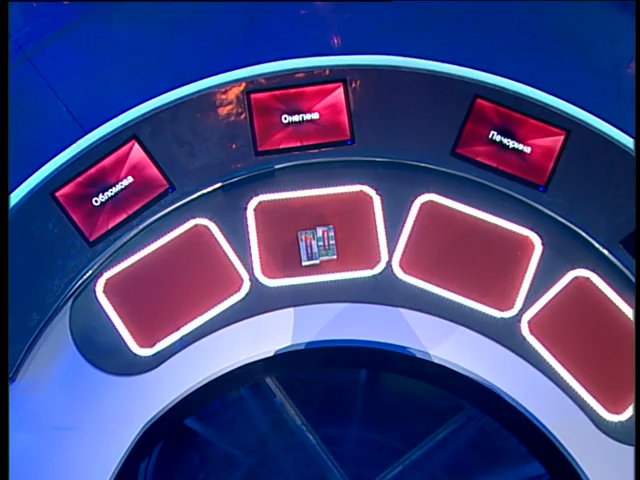 Обломова
Онегина
Печорина